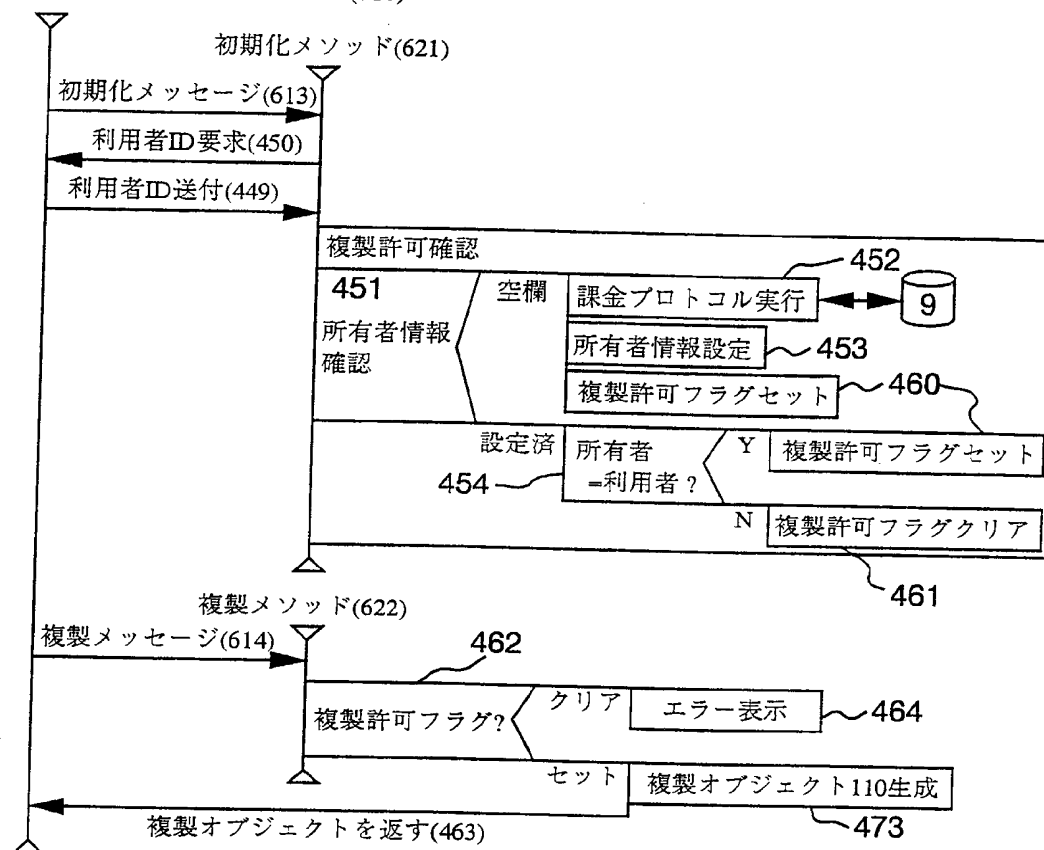 初期化メソッド(621)
初期化メッセージ(613)
利用者ID要求(450)
利用者ID送付(449)
複製許可確認
452
451
空欄
課金プロトコル実行
9
所有者情報
確認
所有者情報設定
453
複製許可フラグセット
460
設定済
所有者
=利用者?
Y
複製許可フラグセット
454
N
複製許可フラグクリア
461
複製メソッド(622)
複製メッセージ(614)
462
複製許可フラグ?
クリア
エラー表示
464
セット
複製オブジェクト110生成
複製オブジェクトを返す(463)
473